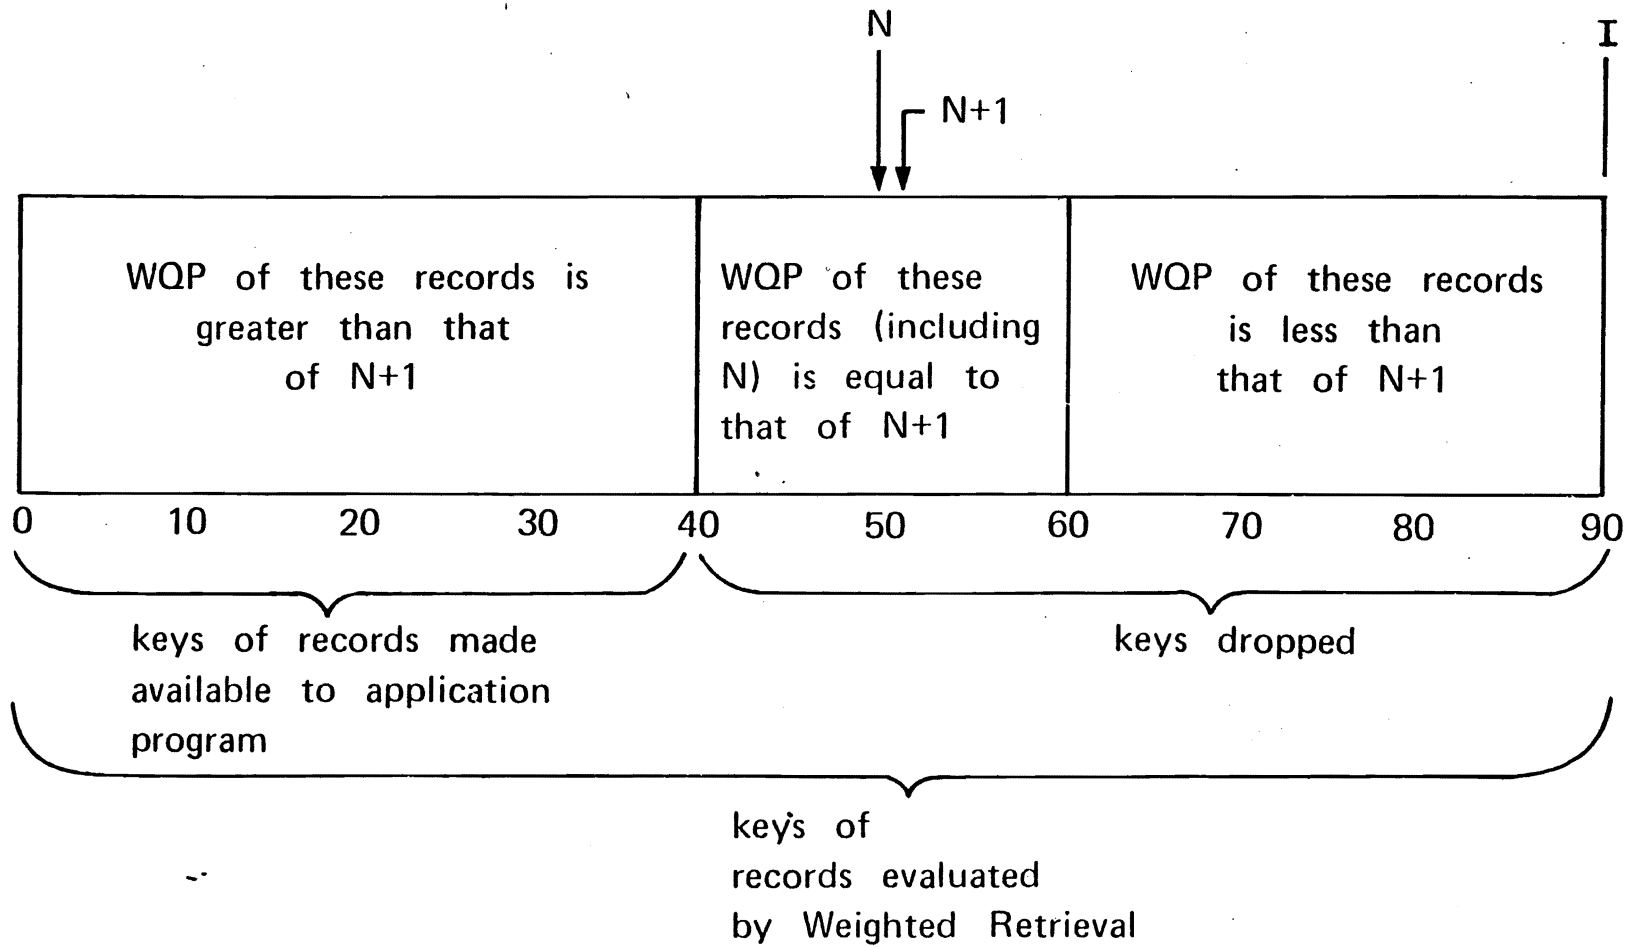 N
I
N+1
WQP of these records is
greater than that
of N+1
WQP of these
records (including
N) is equal to
that of N+1
WQP of these records
is less than
that of N+1
0 10 20 30 40 50 60 70 80 90
keys of records made
available to application
program
keys dropped
keys of
records evaluated
by Weighted Retrieval